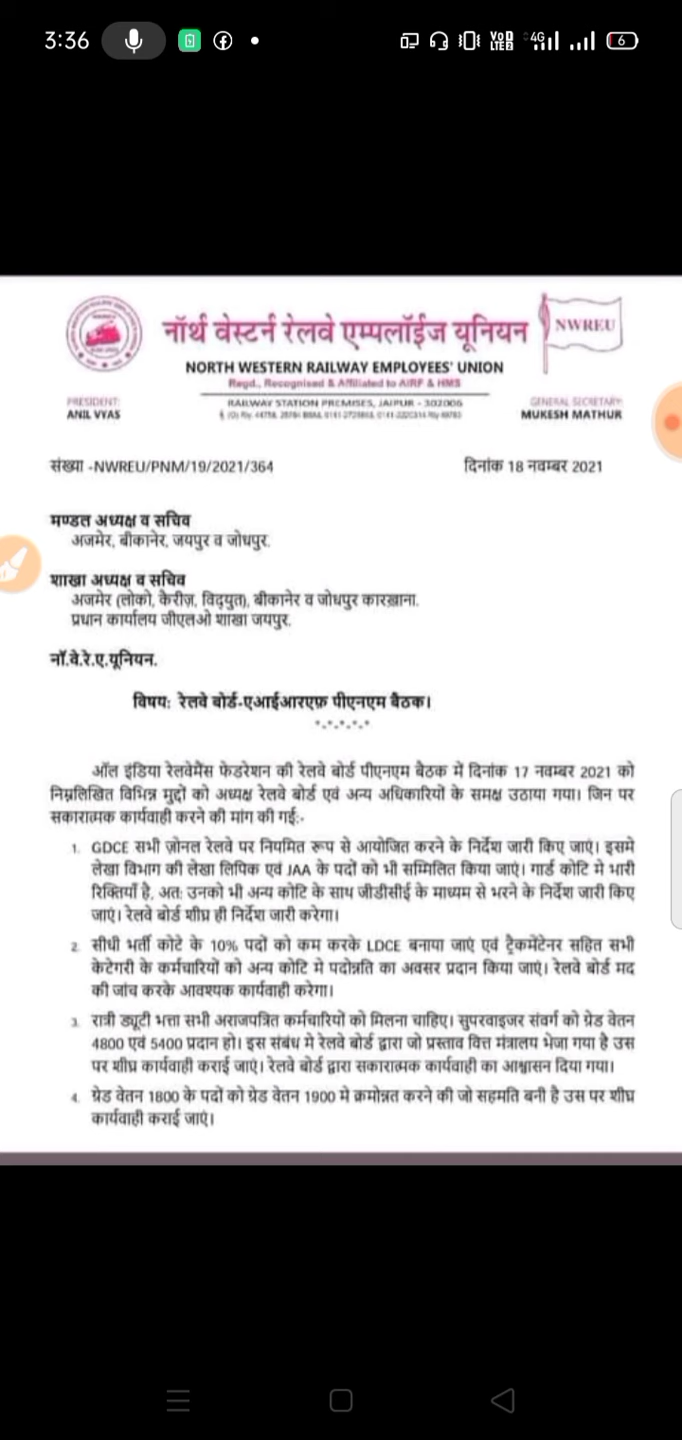 3:36
4G
6
नॉर्थ वेस्टर्न रेलवे एम्पलॉईज यूनियन
NWREU
NORTH WESTERN RAILWAY EMPLOYEES' UNION
Regd., Recognised & Affiliated to AIRF & HMS
PRESIDENT:
ANIL VYAS
RAILWAY STATION PREMISES, JAIPUR - 302006
GENERAL SECRETARY:
MUKESH MATHUR
संख्या -NWREU/PNM/19/2021/364
दिनांक 18 नवम्बर 2021
मण्डल अध्यक्ष व सचिव
अजमेर, बीकानेर, जयपुर व जोधपुर.
शाखा अध्यक्ष व सचिव
अजमेर (लोको, कैरीज़, विद्युत), बीकानेर व जोधपुर कारख़ाना.
प्रधान कार्यालय जीएलओ शाखा जयपुर.
नॉ.वे.रे.ए.यूनियन.
विषय: रेलवे बोर्ड-एआईआरएफ़ पीएनएम बैठक।
*-*-*-*-*
ऑल इंडिया रेलवेमैंस फेडरेशन की रेलवे बोर्ड पीएनएम बैठक में दिनांक 17 नवम्बर 2021 को
निम्नलिखित विभिन्न मुद्दों को अध्यक्ष रेलवे बोर्ड एवं अन्य अधिकारियों के समक्ष उठाया गया। जिन पर
सकारात्मक कार्यवाही करने की मांग की गई:-
1. GDCE सभी ज़ोनल रेलवे पर नियमित रूप से आयोजित करने के निर्देश जारी किए जाएं। इसमे
लेखा विभाग की लेखा लिपिक एवं JAA के पदों को भी सम्मिलित किया जाएं। गार्ड कोटि मे भारी
रिक्तियाँ है, अत: उनको भी अन्य कोटि के साथ जीडीसीई के माध्यम से भरने के निर्देश जारी किए
जाएं। रेलवे बोर्ड शीघ्र ही निर्देश जारी करेगा।
2. सीधी भर्ती कोटे के 10% पदों को कम करके LDCE बनाया जाएं एवं ट्रैकमेंटेनर सहित सभी
केटेगरी के कर्मचारियों को अन्य कोटि मे पदोन्नति का अवसर प्रदान किया जाएं। रेलवे बोर्ड मद
की जांच करके आवश्यक कार्यवाही करेगा।
3. रात्री ड्यूटी भत्ता सभी अराजपत्रित कर्मचारियों को मिलना चाहिए। सुपरवाइजर संवर्ग को ग्रेड वेतन
4800 एवं 5400 प्रदान हो। इस संबंध मे रेलवे बोर्ड द्वारा जो प्रस्ताव वित्त मंत्रालय भेजा गया है उस
पर शीघ्र कार्यवाही कराई जाएं। रेलवे बोर्ड द्वारा सकारात्मक कार्यवाही का आश्वासन दिया गया।
4. ग्रेड वेतन 1800 के पदों को ग्रेड वेतन 1900 मे क्रमोन्नत करने की जो सहमति बनी है उस पर शीघ्र
कार्यवाही कराई जाएं।